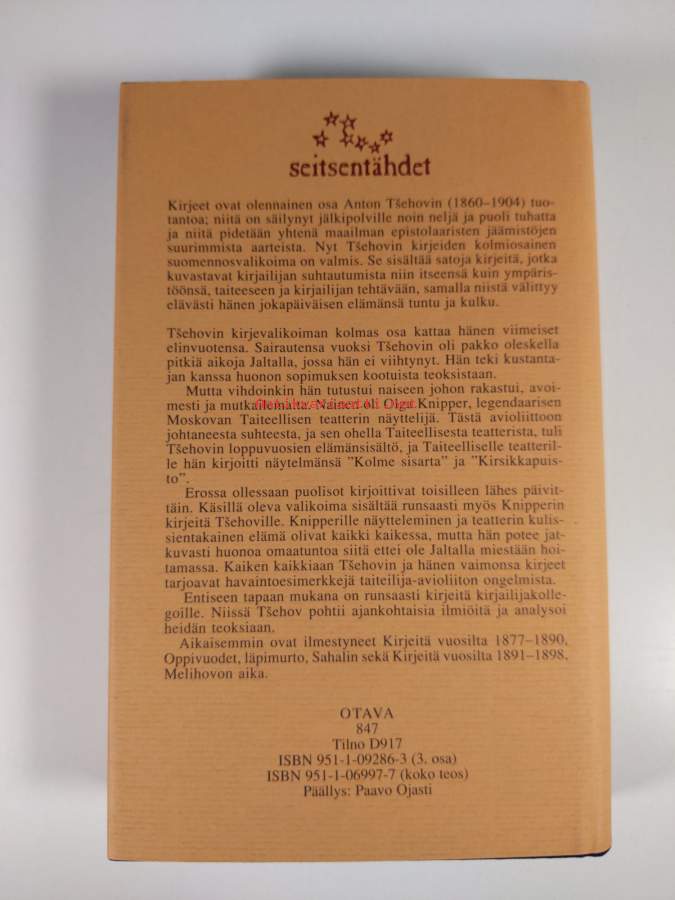 seitsentähdet
Kirjeet ovat olennainen osa Anton Tšehovin (1860–1904) tuo-
tantoa; niitä on säilynyt jälkipolville noin neljä ja puoli tuhatta
ja niitä pidetään yhtenä maailman epistolaaristen jäämistöjen
suurimmista aarteista. Nyt Tšehovin kirjeiden kolmiosainen
suomennosvalikoima on valmis. Se sisältää satoja kirjeitä, jotka
kuvastavat kirjailijan suhtautumista niin itseensä kuin ympäris-
töönsä, taiteeseen ja kirjailijan tehtävään, samalla niistä välittyy
elävästi hänen jokapäiväisen elämänsä tuntu ja kulku.
Tšehovin kirjevalikoiman kolmas osa kattaa hänen viimeiset
elinvuotensa. Sairautensa vuoksi Tšehovin oli pakko oleskella
pitkiä aikoja Jaltalla, jossa hän ei viihtynyt. Hän teki kustanta-
jan kanssa huonon sopimuksen kootuista teoksistaan.
Mutta vihdoinkin hän tutustui naiseen johon rakastui, avoi-
mesti ja mutkattomasti. Nainen oli Olga Knipper, legendaarisen
Moskovan Taiteellisen teatterin näyttelijä. Tästä avioliittoon
johtaneesta suhteesta, ja sen ohella Taiteellisesta teatterista, tuli
Tšehovin loppuvuosien elämänsisältö, ja Taiteelliselle teatteril-
le hän kirjoitti näytelmänsä ”Kolme sisarta” ja ”Kirsikkapuis-
to”.
Erossa ollessaan puolisot kirjoittivat toisilleen lähes päivit-
täin. Käsillä oleva valikoima sisältää runsaasti myös Knipperin
kirjeitä Tšehoville. Knipperille näytteleminen ja teatterin kulis-
sientakainen elämä olivat kaikki kaikessa, mutta hän potee jat-
kuvasti huonoa omaatuntoa siitä ettei ole Jaltalla miestään hoi-
tamassa. Kaiken kaikkiaan Tšehovin ja hänen vaimonsa kirjeet
tarjoavat havaintoesimerkkejä taiteilija-avioliiton ongelmista.
Entiseen tapaan mukana on runsaasti kirjeitä kirjailijakolle-
goille. Niissä Tšehov pohtii ajankohtaisia ilmiöitä ja analysoi
heidän teoksiaan.
Aikaisemmin ovat ilmestyneet Kirjeitä vuosilta 1877–1890,
Oppivuodet, läpimurto, Sahalin sekä Kirjeitä vuosilta 1891–1898,
Melihovon aika.
OTAVA
847
Tilno D917
ISBN 951-1-09286-3 (3. osa)
ISBN 951-1-06997-7 (koko teos)
Päällys: Paavo Ojasti